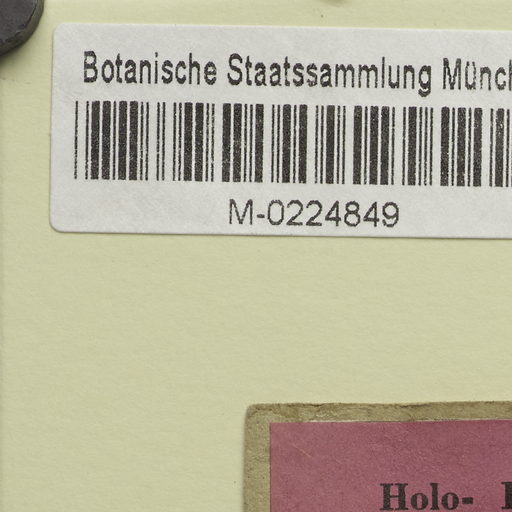 Botanische Staatssammlung Münch
M-0224849
Holo-